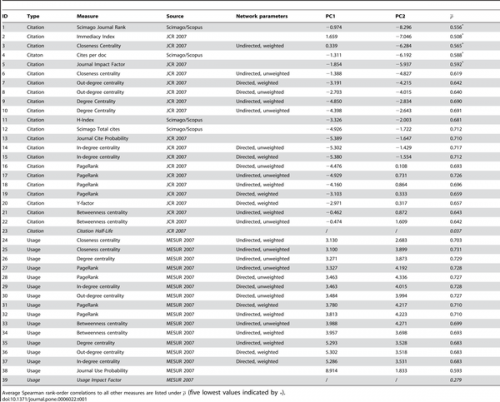 ID Type Measure Source Network parameters PC1 PC2 ρ̄
1 Citation Scimago Journal Rank Scimago/Scopus −0.974 −8.296 0.556*
2 Citation Immediacy Index JCR 2007 1.659 −7.046 0.508*
3 Citation Closeness Centrality JCR 2007 Undirected, weighted 0.339 −6.284 0.565*
4 Citation Cites per doc Scimago/Scopus −1.311 −6.192 0.588*
5 Citation Journal Impact Factor JCR 2007 −1.854 −5.937 0.592*
6 Citation Closeness centrality JCR 2007 Undirected, unweighted −1.388 −4.827 0.619
7 Citation Out-degree centrality JCR 2007 Directed, weighted −3.191 −4.215 0.642
8 Citation Out-degree centrality JCR 2007 Directed, unweighted −2.703 −4.015 0.640
9 Citation Degree Centrality JCR 2007 Undirected, weighted −4.850 −2.834 0.690
10 Citation Degree Centrality JCR 2007 Undirected, unweighted −4.398 −2.643 0.691
11 Citation H-Index Scimago/Scopus −3.326 −2.003 0.681
12 Citation Scimago Total cites Scimago/Scopus −4.926 −1.722 0.712
13 Citation Journal Cite Probability JCR 2007 −5.389 −1.647 0.710
14 Citation In-degree centrality JCR 2007 Directed, unweighted −5.302 −1.429 0.717
15 Citation In-degree centrality JCR 2007 Directed, weighted −5.380 −1.554 0.712
16 Citation PageRank JCR 2007 Directed, unweighted −4.476 0.108 0.693
17 Citation PageRank JCR 2007 Undirected, unweighted −4.929 0.731 0.726
18 Citation PageRank JCR 2007 Undirected, weighted −4.160 0.864 0.696
19 Citation PageRank JCR 2007 Directed, weighted −3.103 0.333 0.659
20 Citation Y-factor JCR 2007 Directed, weighted −2.971 0.317 0.657
21 Citation Betweenness centrality JCR 2007 Undirected, weighted −0.462 0.872 0.643
22 Citation Betweenness centrality JCR 2007 Undirected, unweighted −0.474 1.609 0.642
23 Citation Citation Half-Life JCR 2007 / / 0.037
24 Usage Closeness centrality MESUR 2007 Undirected, weighted 3.130 2.683 0.703
25 Usage Closeness centrality MESUR 2007 Undirected, unweighted 3.100 3.899 0.731
26 Usage Degree centrality MESUR 2007 Undirected, unweighted 3.271 3.873 0.729
27 Usage PageRank MESUR 2007 Undirected, unweighted 3.327 4.192 0.728
28 Usage PageRank MESUR 2007 Directed, unweighted 3.463 4.336 0.727
29 Usage In-degree centrality MESUR 2007 Directed, unweighted 3.463 4.015 0.728
30 Usage Out-degree centrality MESUR 2007 Directed, unweighted 3.484 3.994 0.727
31 Usage PageRank MESUR 2007 Directed, weighted 3.780 4.217 0.710
32 Usage PageRank MESUR 2007 Undirected, weighted 3.813 4.223 0.710
33 Usage Betweenness centrality MESUR 2007 Undirected, unweighted 3.988 4.271 0.699
34 Usage Betweenness centrality MESUR 2007 Undirected, weighted 3.957 3.698 0.693
35 Usage Degree centrality MESUR 2007 Undirected, weighted 5.293 3.528 0.683
36 Usage Out-degree centrality MESUR 2007 Directed, weighted 5.302 3.518 0.683
37 Usage In-degree centrality MESUR 2007 Directed, weighted 5.286 3.531 0.683
38 Usage Journal Use Probability MESUR 2007 8.914 1.833 0.593
39 Usage Usage Impact Factor MESUR 2007 / / 0.279
Average Spearman rank-order correlations to all other measures are listed under ρ̄ (five lowest values indicated by *).
doi:10.1371/journal.pone.0006022.t001